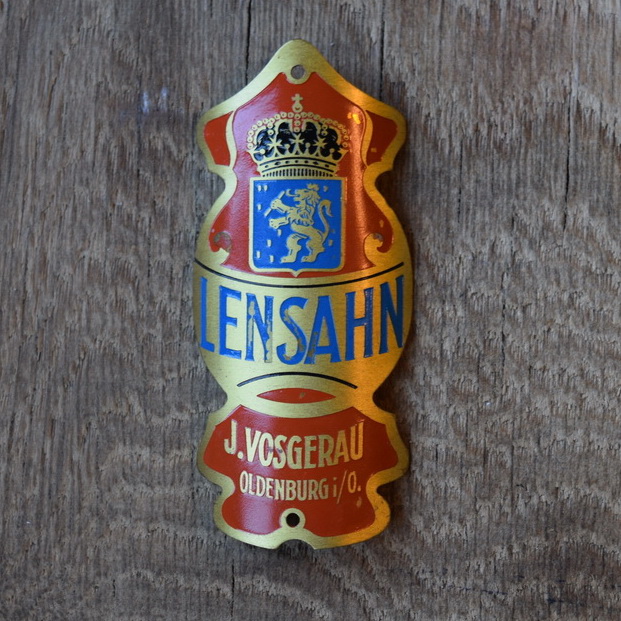 LENSAHN
J. VOSGERAU
OLDENBURG i/O.